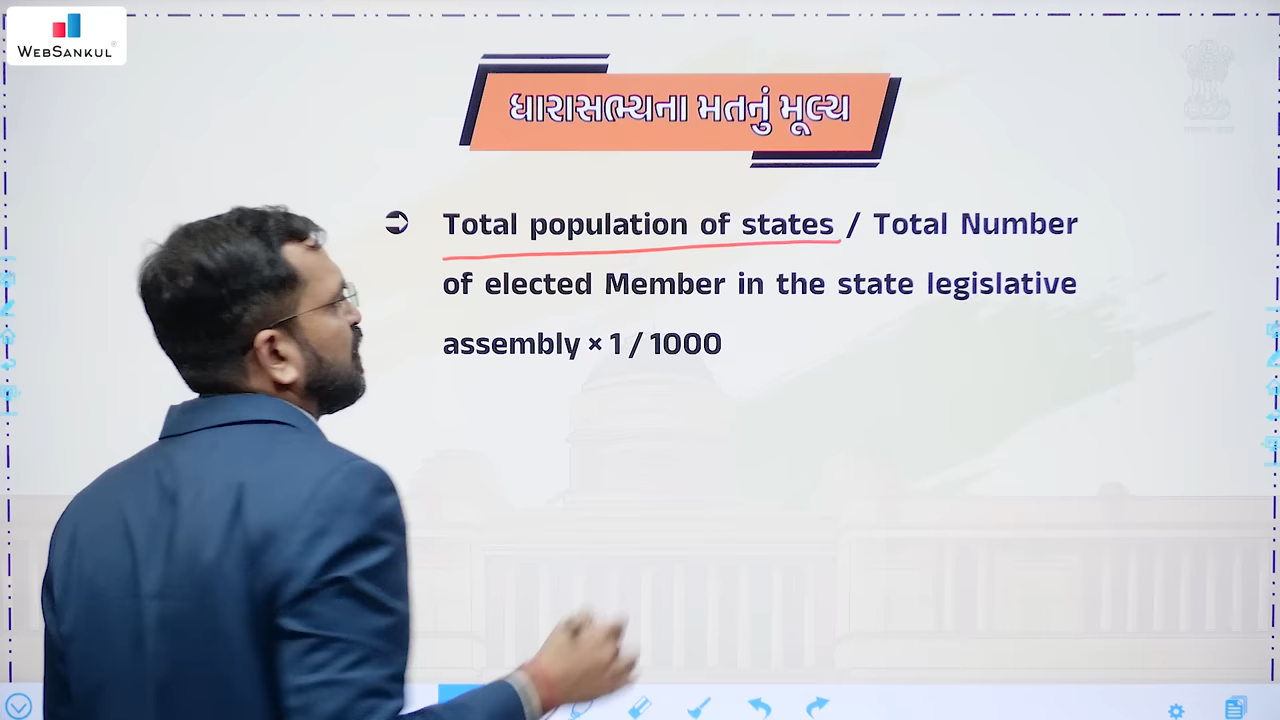 WEBSANKUL
ધારાસભ્યના મતનું મૂલ્ય
Total population of states / Total Number
of elected Member in the state legislative
assembly × 1 / 1000